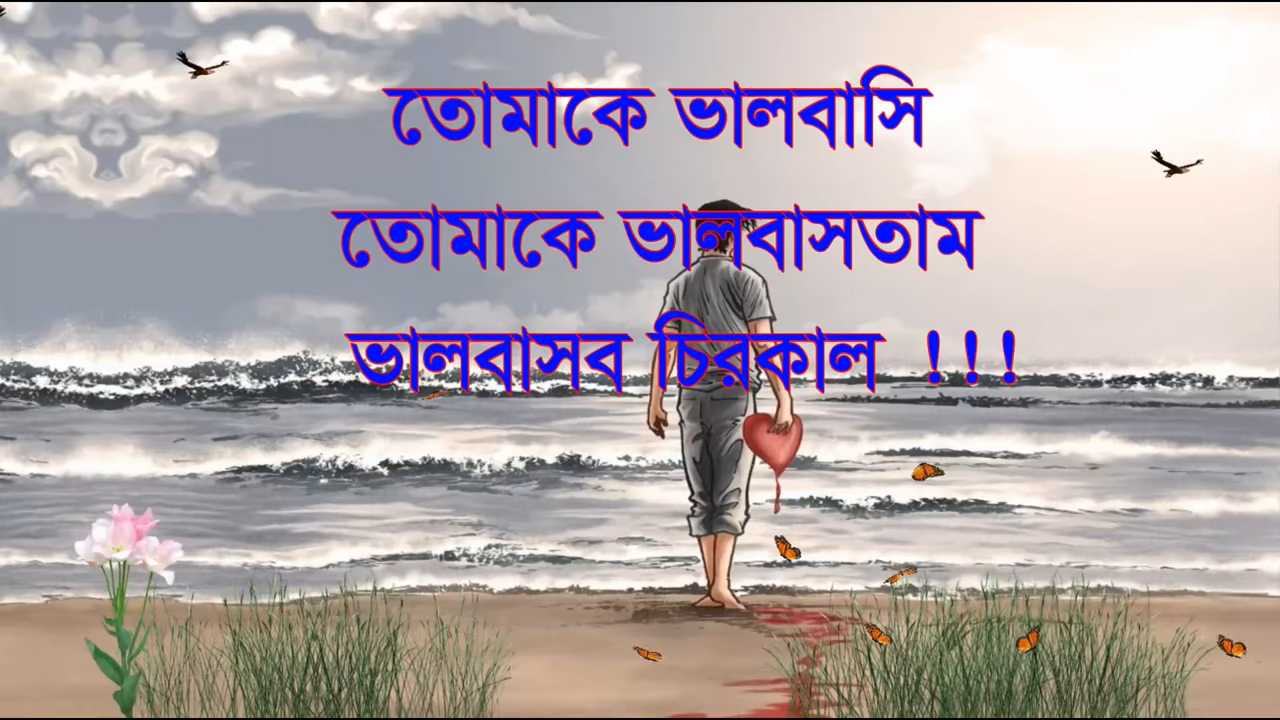 তোমাকে ভালবাসি
তোমাকে ভালবাসতাম
ভালবাসব চিরকাল !!!